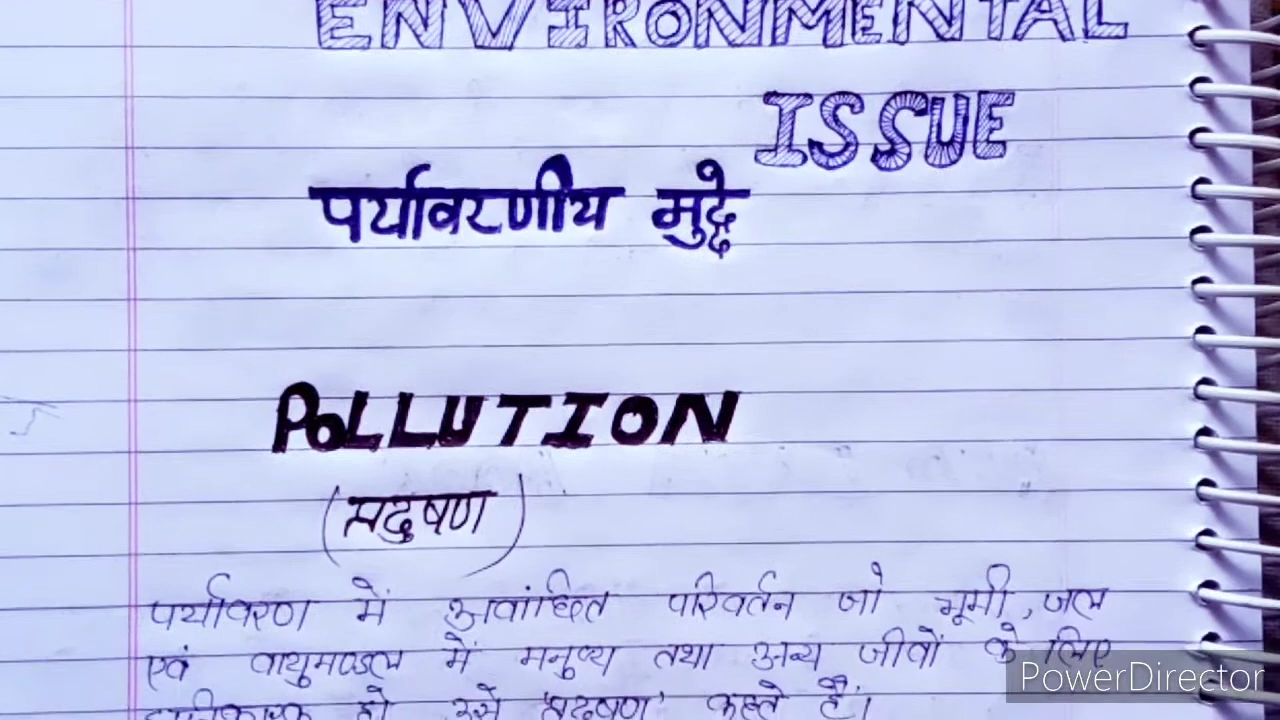 ENVIRONMENTAL
ISSUE
पर्यावरणीय मुद्दे
POLLUTION
(प्रदुषण)
पर्यावरण में अवांछित परिवर्तन जो भूमी, जल
एवं वायुमण्डल में मनुष्य तथा अन्य जीवों के लिए
हो उसे 'प्रदुषण' कहते हैं।
PowerDirector